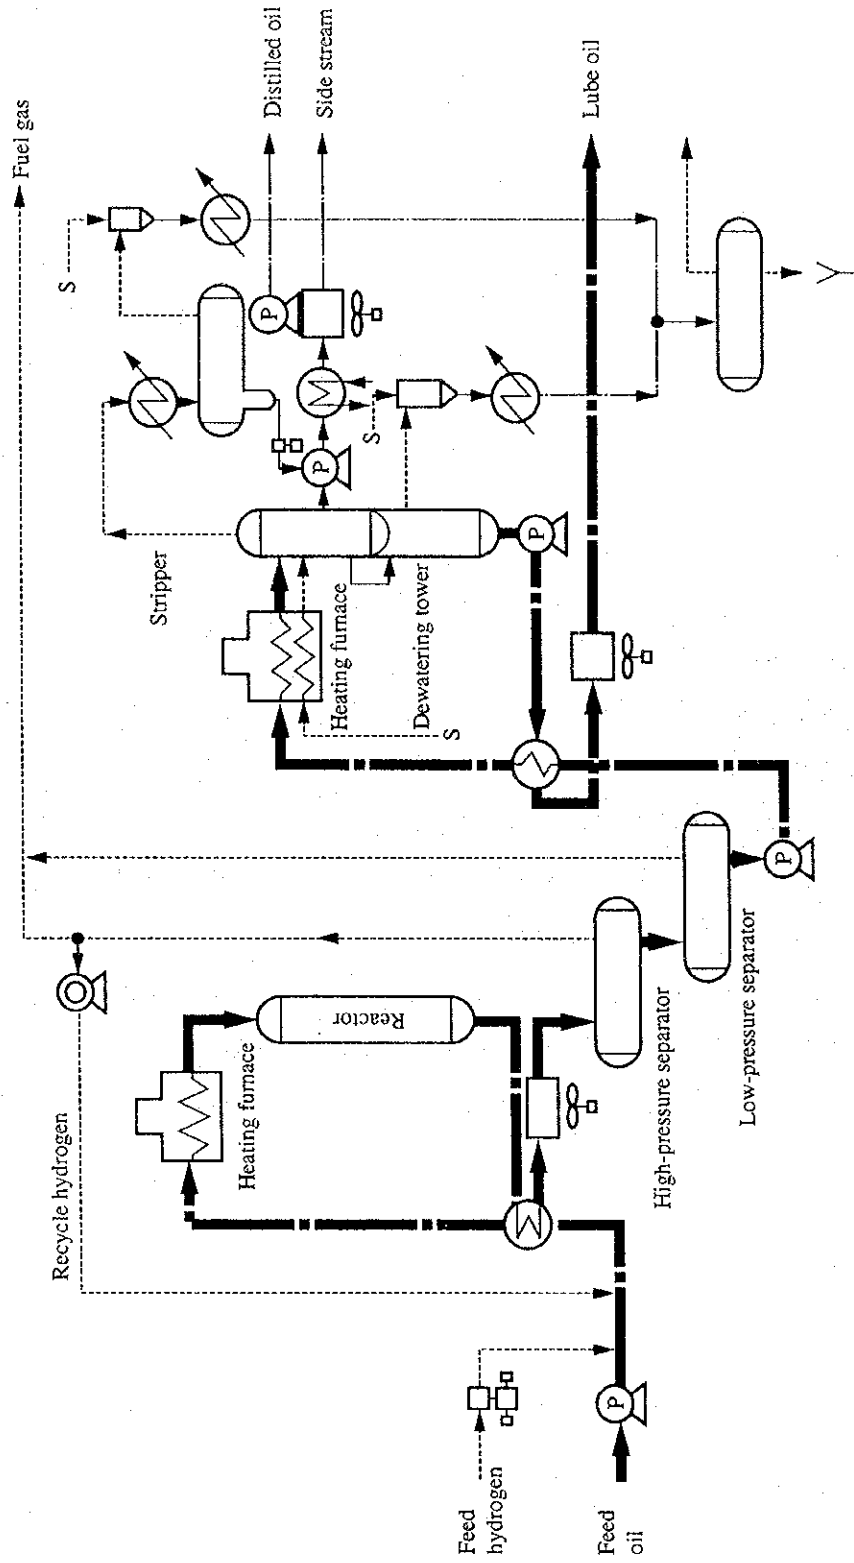 Fuel gas
Distilled oil
Side stream
Lube oil
S
P
S
P
Stripper
Heating furnace
Dewatering tower
S
P
P
Low-pressure separator
High-pressure separator
Reactor
Heating furnace
Recycle hydrogen
Feed
hydrogen
P
Feed
oil